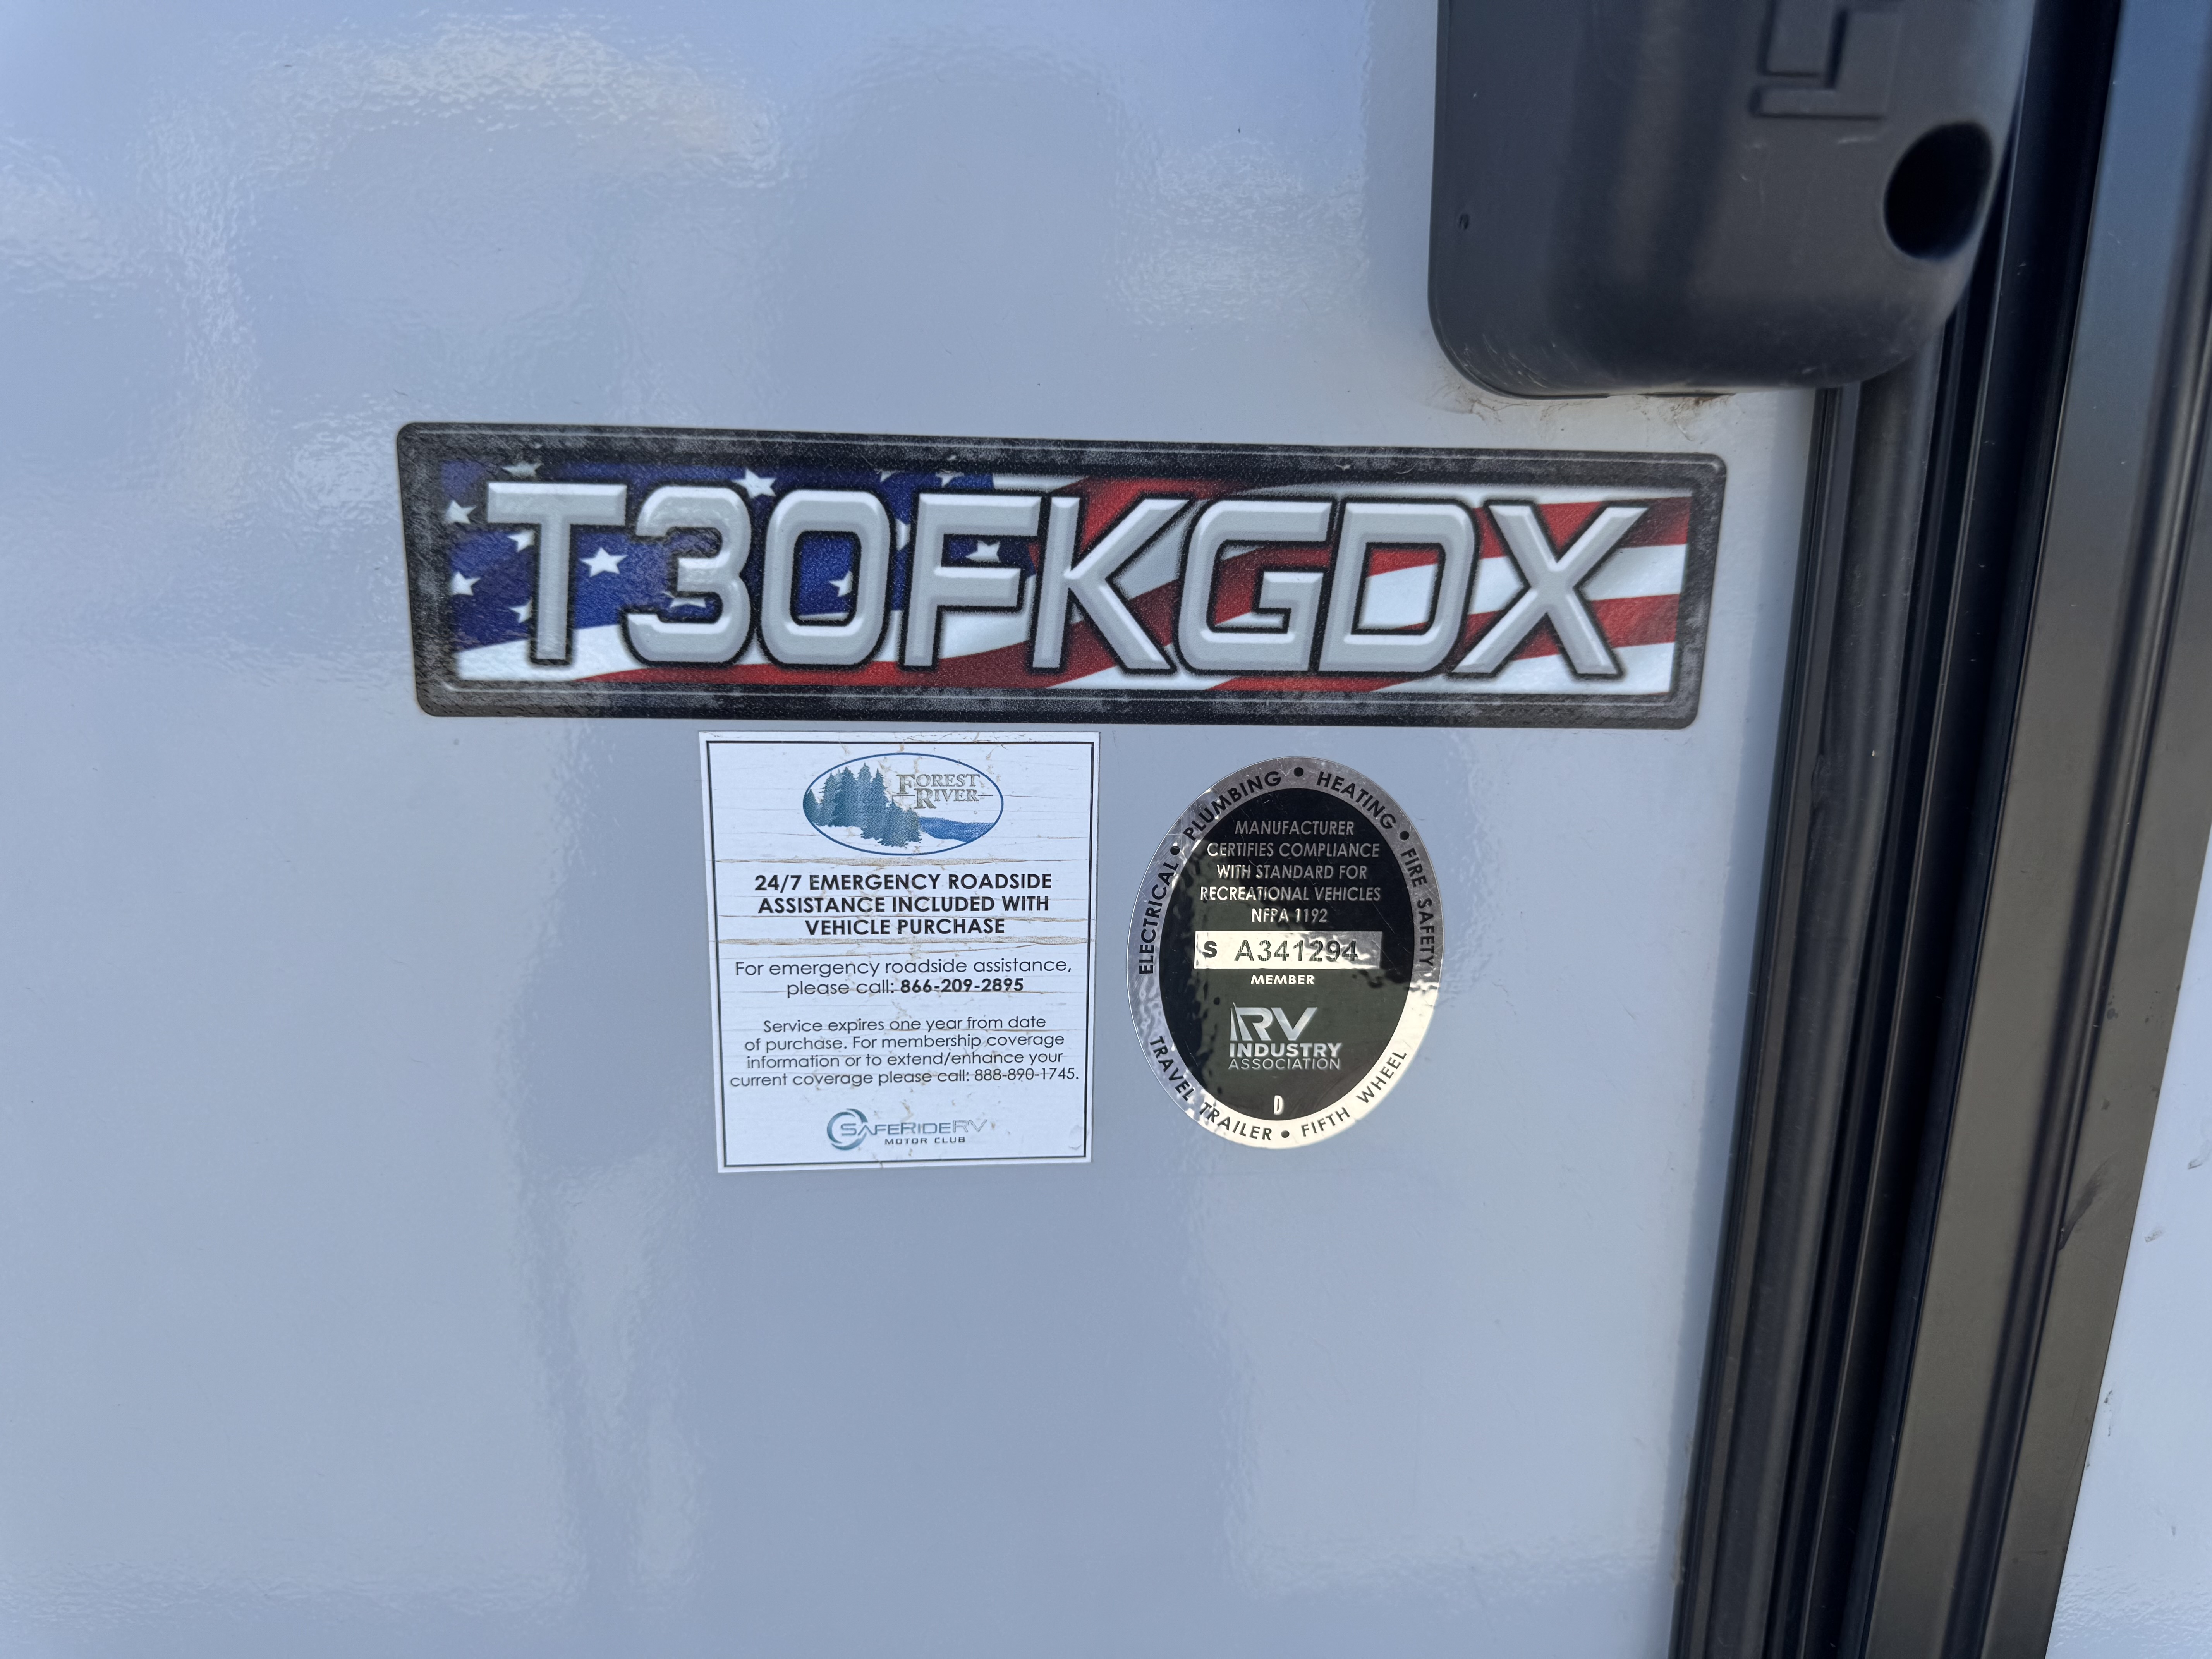 T30FKGDX
FOREST
RIVER
24/7 EMERGENCY ROADSIDE
ASSISTANCE INCLUDED WITH
VEHICLE PURCHASE
For emergency roadside assistance,
please call: 866-209-2895
Service expires one year from date
of purchase. For membership coverage
information or to extend/enhance your
current coverage please call: 888-890-1745.
SAFERIDERV
MOTOR CLUB
ELECTRICAL • PLUMBING • HEATING • FIRE SAFETY
MANUFACTURER
CERTIFIES COMPLIANCE
WITH STANDARD FOR
RECREATIONAL VEHICLES
NFPA 1192
S A341294
MEMBER
RV
INDUSTRY
ASSOCIATION
D
TRAVEL TRAILER • FIFTH WHEEL